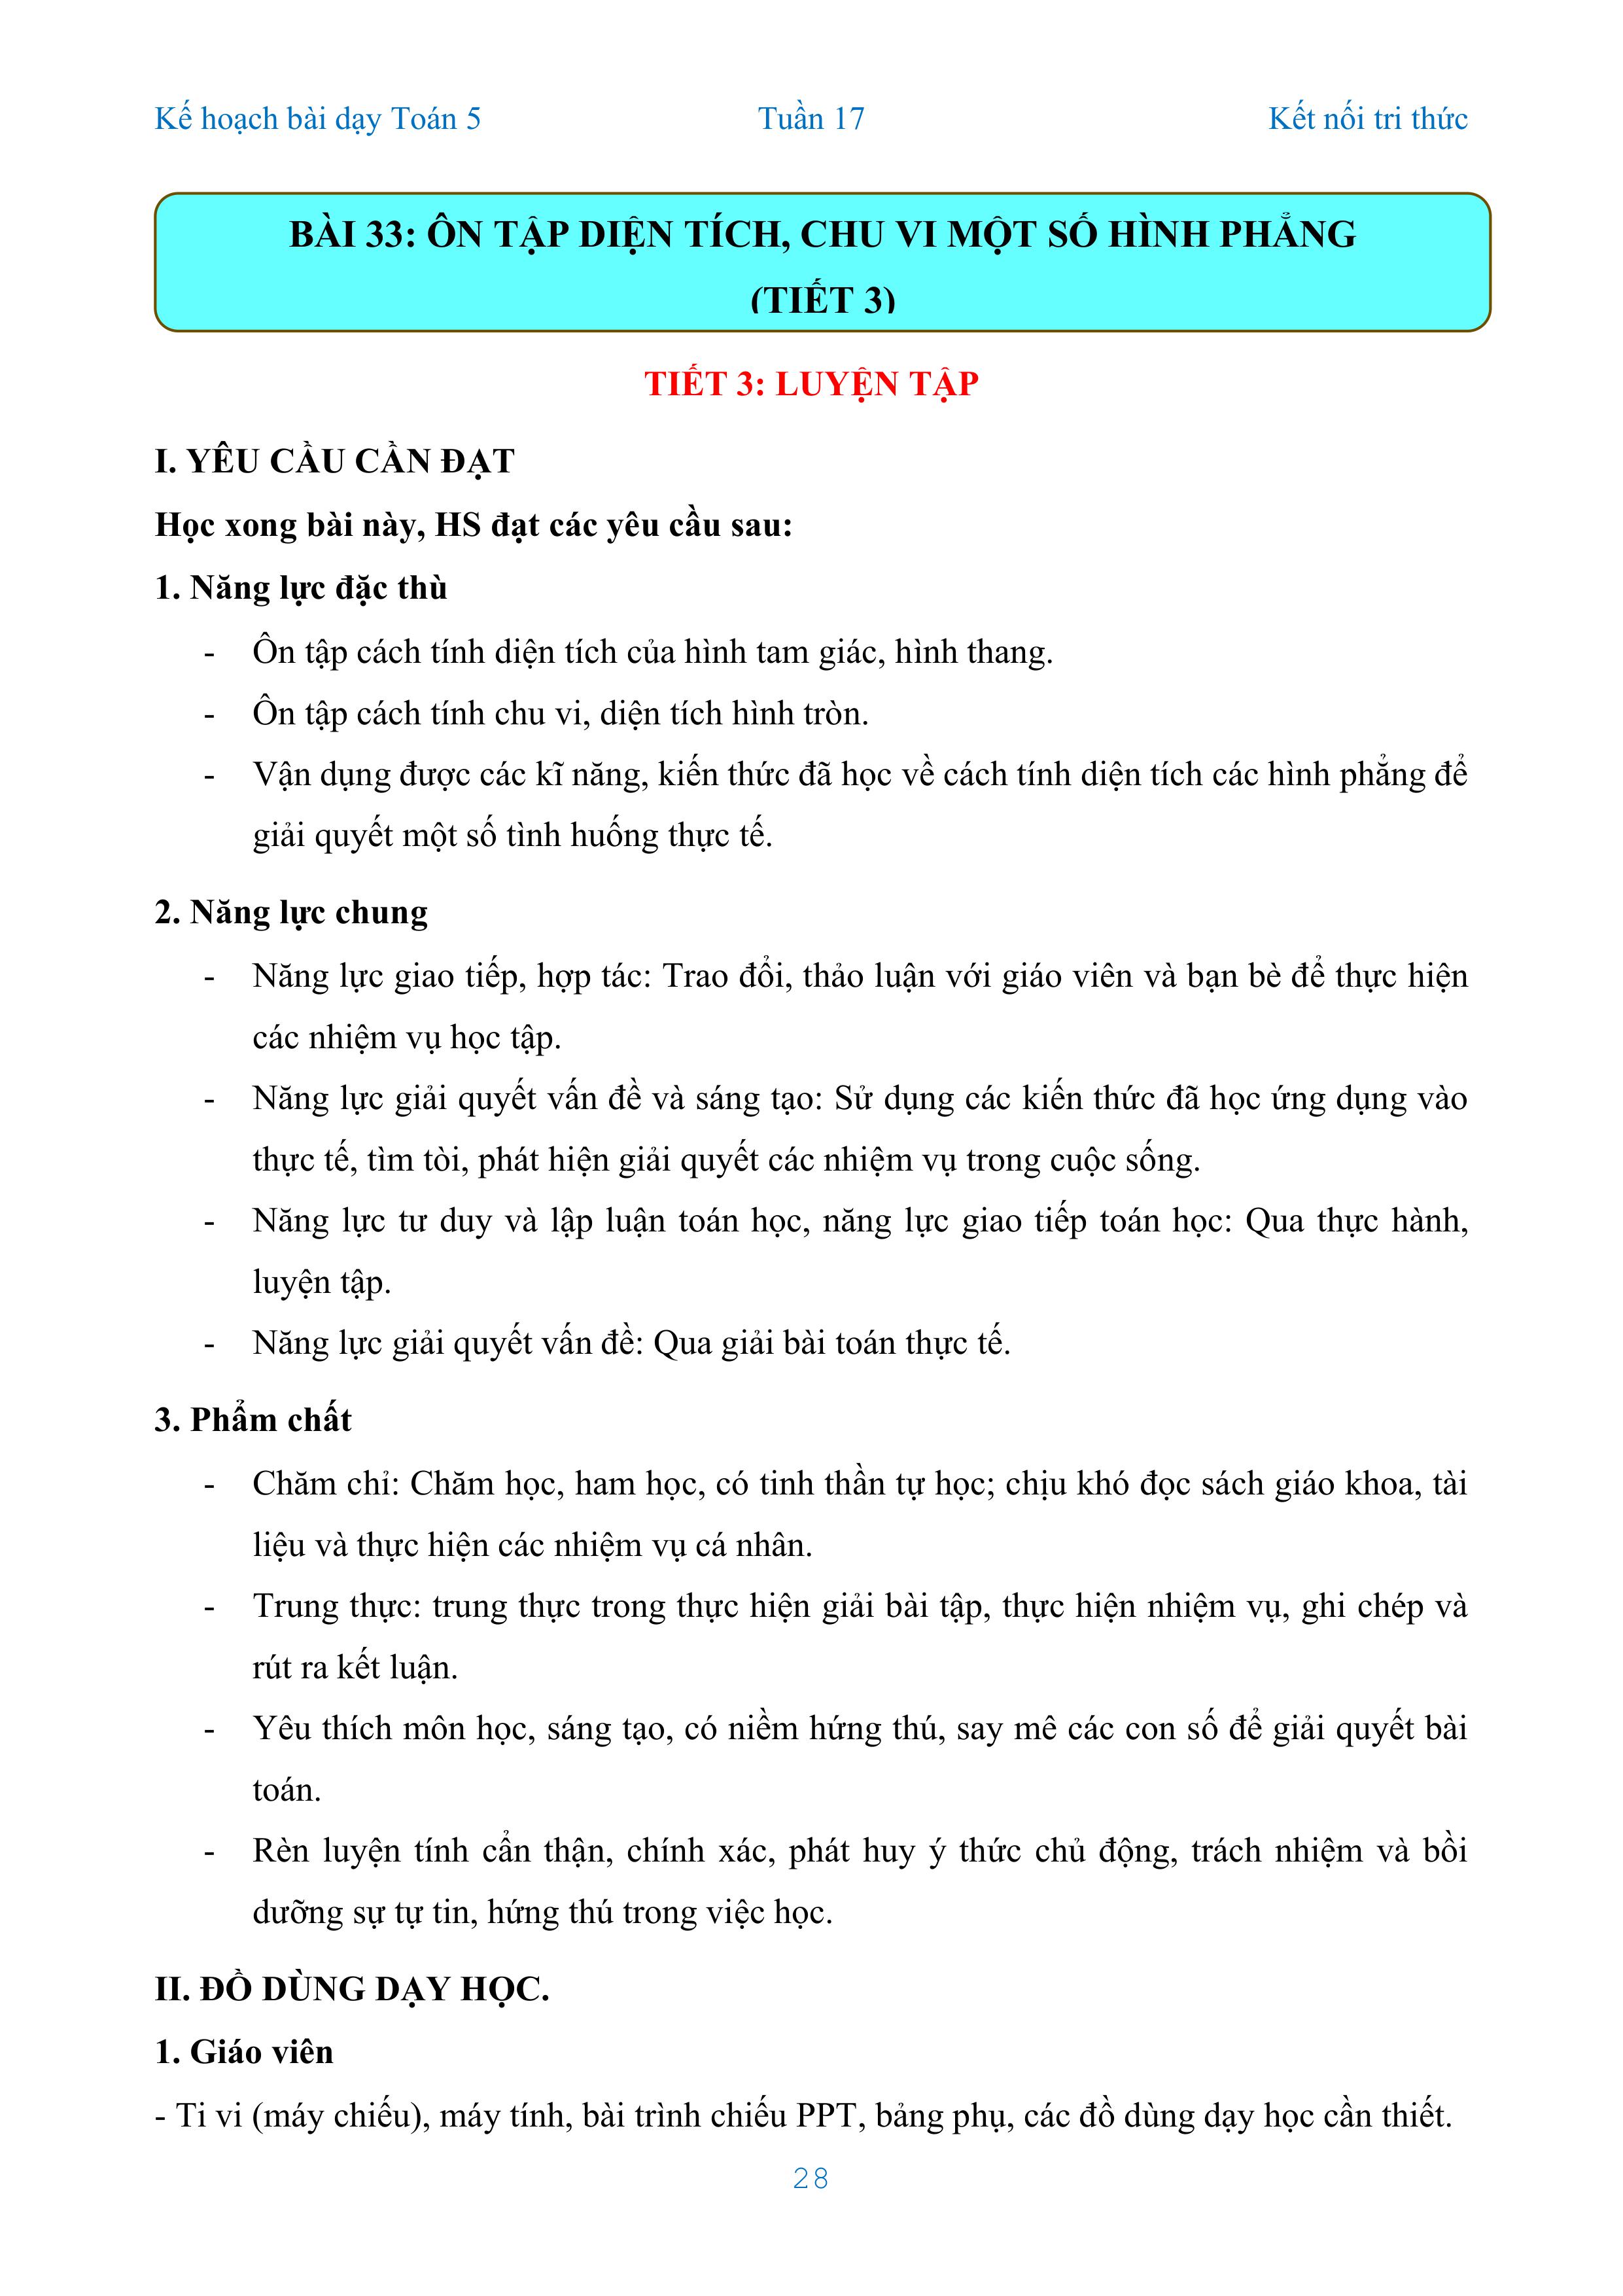 Kế hoạch bài dạy Toán 5 Tuần 17 Kết nối tri thức
BÀI 33: ÔN TẬP DIỆN TÍCH, CHU VI MỘT SỐ HÌNH PHẲNG
(TIẾT 3)
TIẾT 3: LUYỆN TẬP
I. YÊU CẦU CẦN ĐẠT
Học xong bài này, HS đạt các yêu cầu sau:
1. Năng lực đặc thù
- Ôn tập cách tính diện tích của hình tam giác, hình thang.
- Ôn tập cách tính chu vi, diện tích hình tròn.
- Vận dụng được các kĩ năng, kiến thức đã học về cách tính diện tích các hình phẳng để
giải quyết một số tình huống thực tế.
2. Năng lực chung
- Năng lực giao tiếp, hợp tác: Trao đổi, thảo luận với giáo viên và bạn bè để thực hiện
các nhiệm vụ học tập.
- Năng lực giải quyết vấn đề và sáng tạo: Sử dụng các kiến thức đã học ứng dụng vào
thực tế, tìm tòi, phát hiện giải quyết các nhiệm vụ trong cuộc sống.
- Năng lực tư duy và lập luận toán học, năng lực giao tiếp toán học: Qua thực hành,
luyện tập.
- Năng lực giải quyết vấn đề: Qua giải bài toán thực tế.
3. Phẩm chất
- Chăm chỉ: Chăm học, ham học, có tinh thần tự học; chịu khó đọc sách giáo khoa, tài
liệu và thực hiện các nhiệm vụ cá nhân.
- Trung thực: trung thực trong thực hiện giải bài tập, thực hiện nhiệm vụ, ghi chép và
rút ra kết luận.
- Yêu thích môn học, sáng tạo, có niềm hứng thú, say mê các con số để giải quyết bài
toán.
- Rèn luyện tính cẩn thận, chính xác, phát huy ý thức chủ động, trách nhiệm và bồi
dưỡng sự tự tin, hứng thú trong việc học.
II. ĐỒ DÙNG DẠY HỌC.
1. Giáo viên
- Ti vi (máy chiếu), máy tính, bài trình chiếu PPT, bảng phụ, các đồ dùng dạy học cần thiết.
28